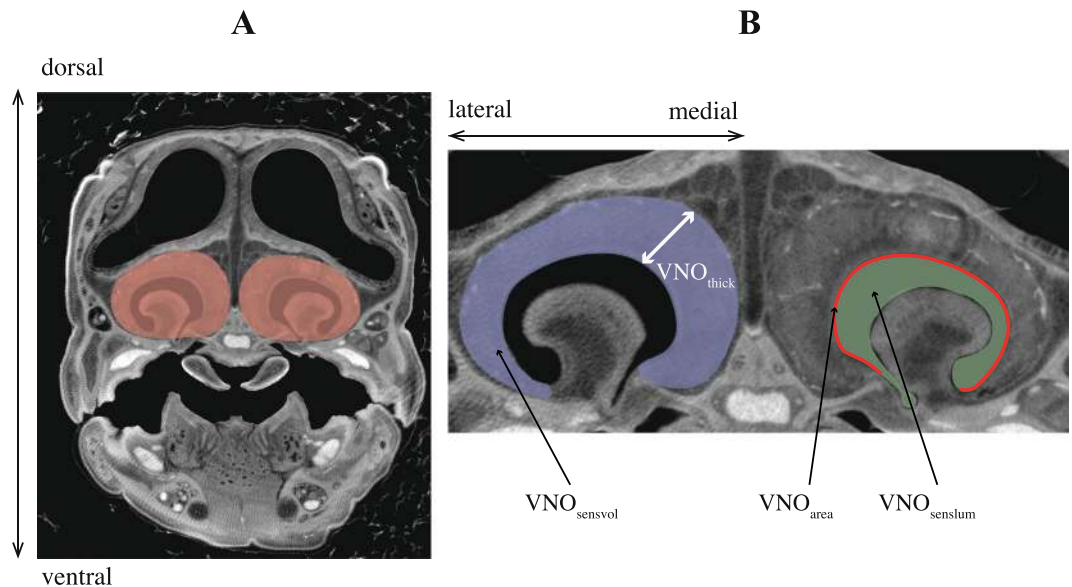 A
B
dorsal
lateral
medial
VNOthick
VNOsensvol
VNOarea
VNOsenslum
ventral